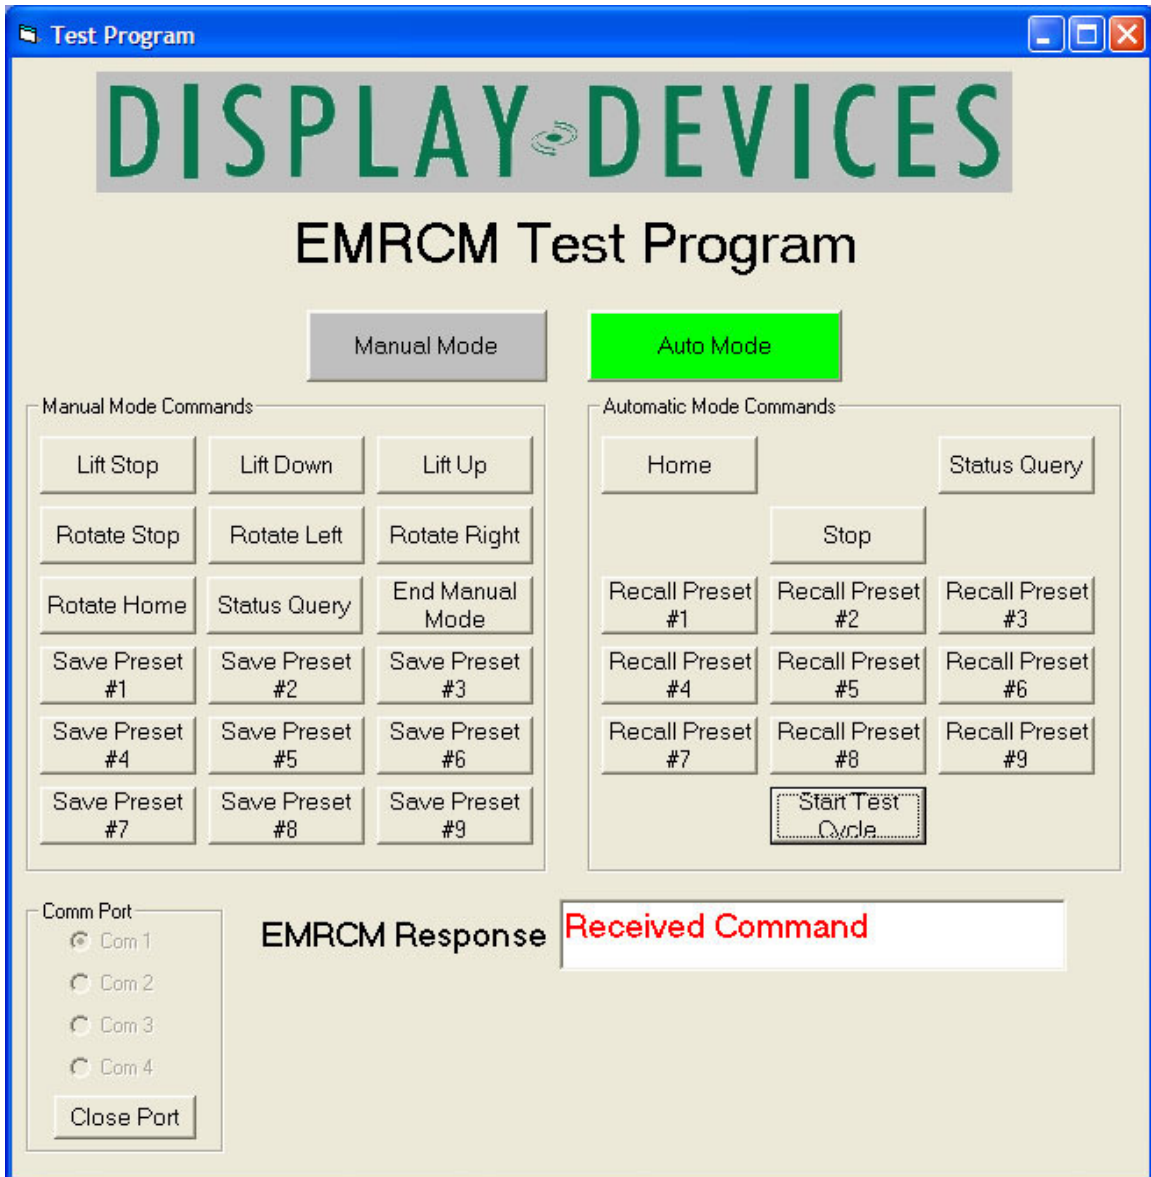 Test Program
DISPLAY DEVICES
EMRCM Test Program
Manual Mode
Auto Mode
Manual Mode Commands
Lift Stop
Lift Down
Lift Up
Rotate Stop
Rotate Left
Rotate Right
Rotate Home
Status Query
End Manual
Mode
Save Preset
#1
Save Preset
#2
Save Preset
#3
Save Preset
#4
Save Preset
#5
Save Preset
#6
Save Preset
#7
Save Preset
#8
Save Preset
#9
Automatic Mode Commands
Home
Status Query
Stop
Recall Preset
#1
Recall Preset
#2
Recall Preset
#3
Recall Preset
#4
Recall Preset
#5
Recall Preset
#6
Recall Preset
#7
Recall Preset
#8
Recall Preset
#9
Start Test
Cycle
Comm Port
Com 1
Com 2
Com 3
Com 4
Close Port
EMRCM Response
Received Command